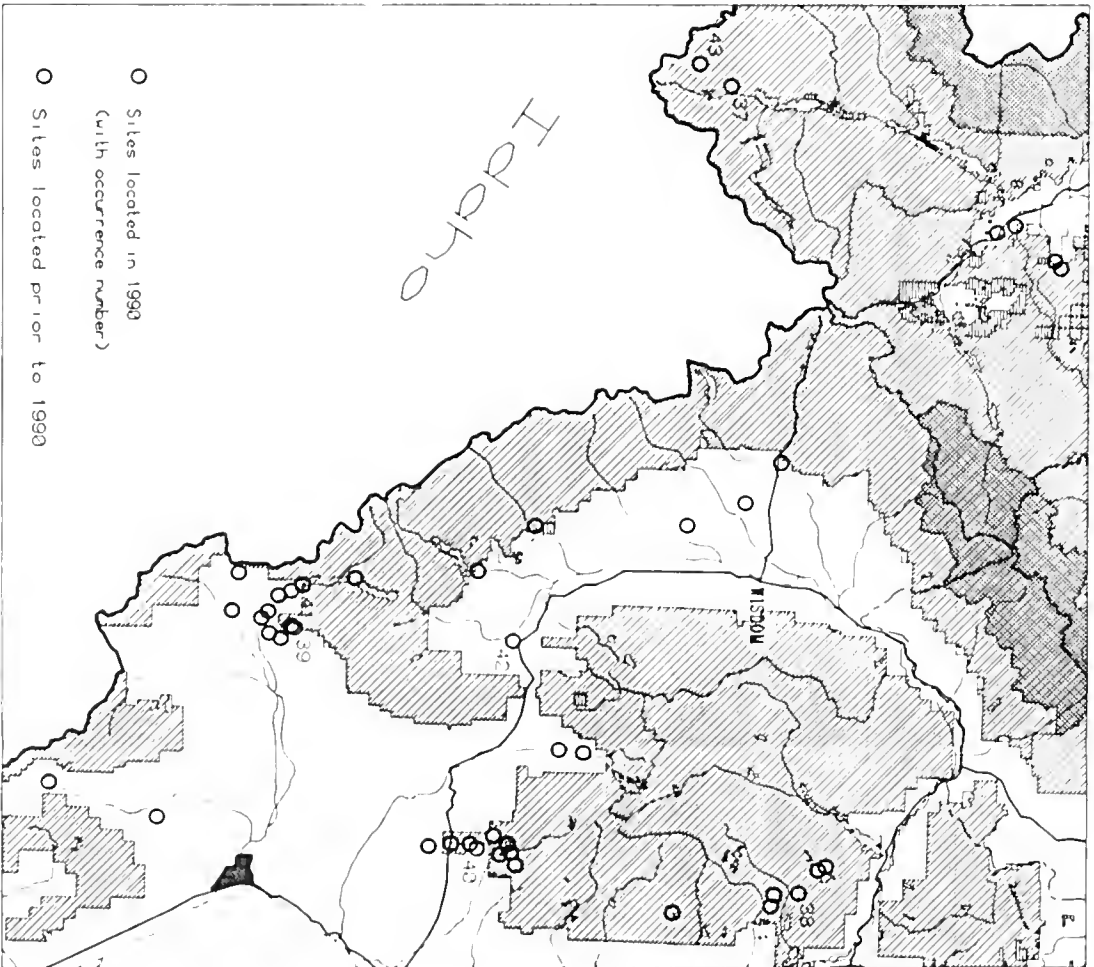 38
WISDOM
37
43
Idaho
42
41
39
Sites located in 1990
(with occurrence number)
Sites located prior to 1990